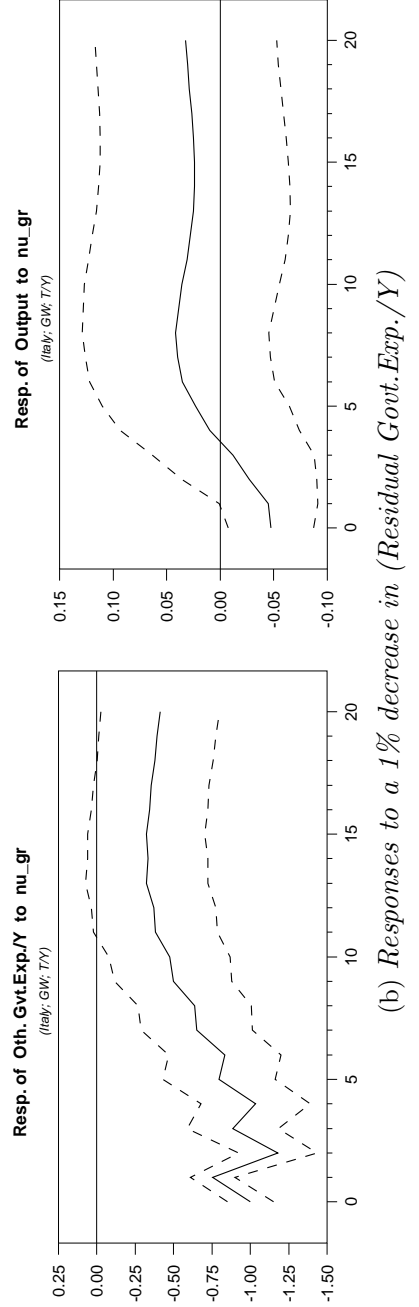 Resp. of Oth. Gvt.Exp./Y to nu_gr
(Italy; GW; T/Y)
0.25
0.00
-0.25
-0.50
-0.75
-1.00
-1.25
-1.50
0 5 10 15 20
Resp. of Output to nu_gr
(Italy; GW; T/Y)
0.15
0.10
0.05
0.00
-0.05
-0.10
0 5 10 15 20
(b) Responses to a 1% decrease in (Residual Govt.Exp./Y)